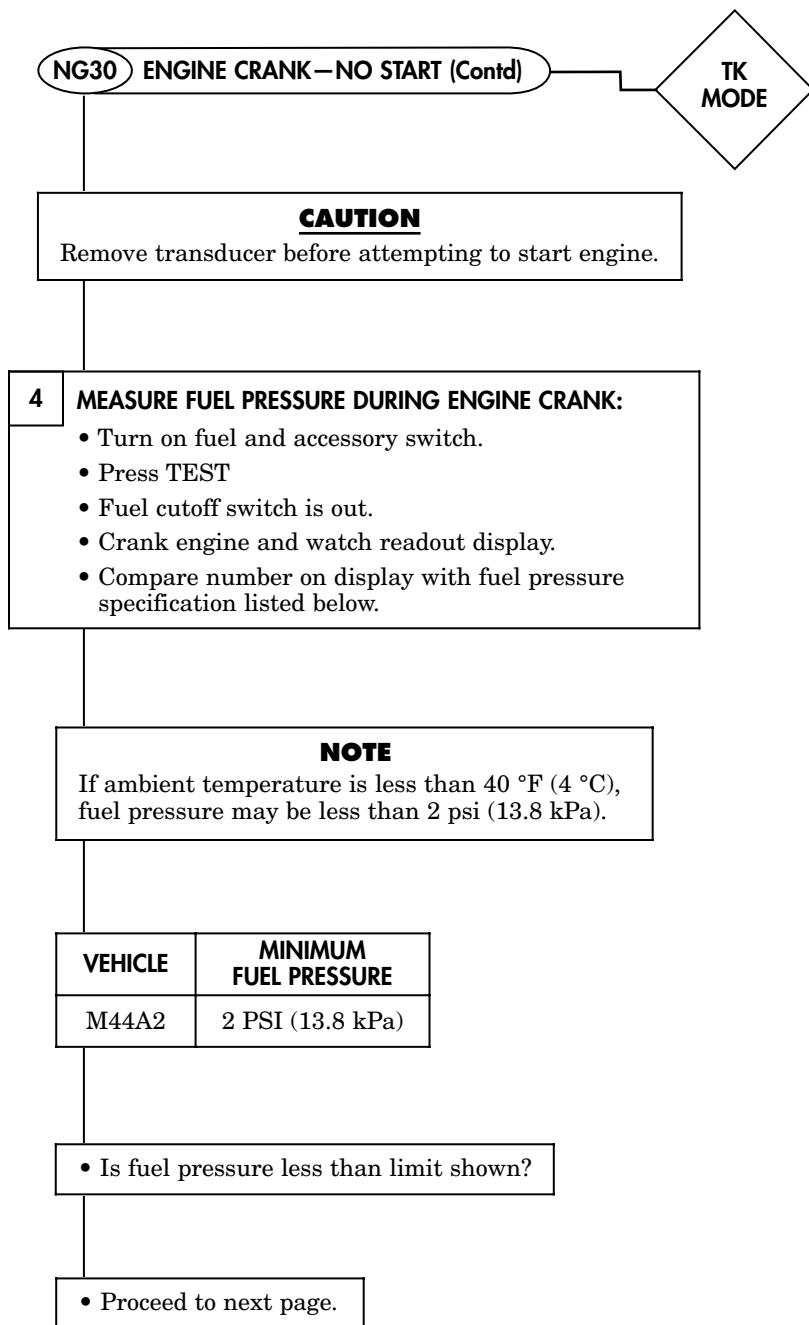 NG30 ENGINE CRANK—NO START (Contd)
TK
MODE
CAUTION
Remove transducer before attempting to start engine.
4 MEASURE FUEL PRESSURE DURING ENGINE CRANK:
• Turn on fuel and accessory switch.
• Press TEST
• Fuel cutoff switch is out.
• Crank engine and watch readout display.
• Compare number on display with fuel pressure
specification listed below.
NOTE
If ambient temperature is less than 40 °F (4 °C),
fuel pressure may be less than 2 psi (13.8 kPa).
VEHICLE MINIMUM
FUEL PRESSURE
M44A2 2 PSI (13.8 kPa)
• Is fuel pressure less than limit shown?
• Proceed to next page.